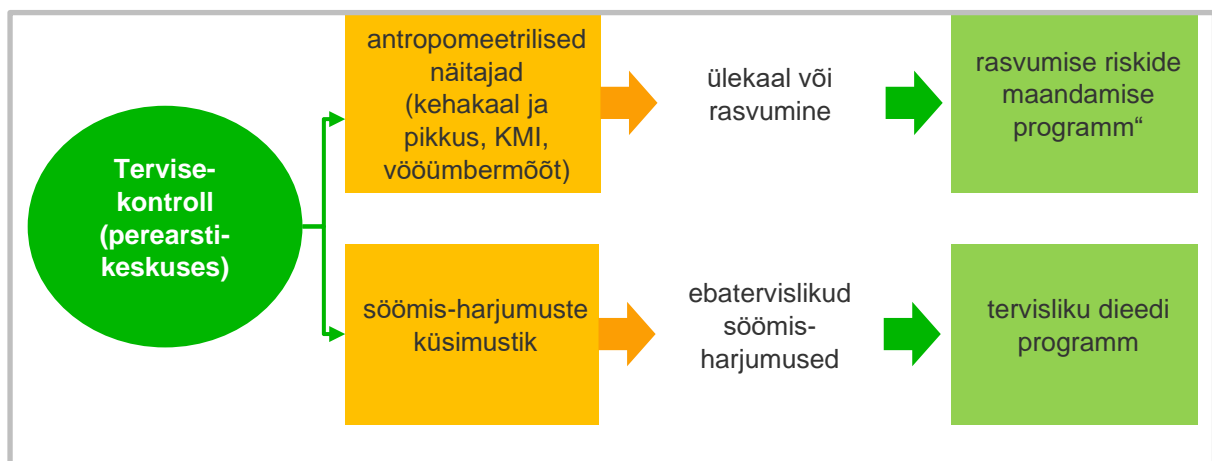 Tervise-
kontroll
(perearsti-
keskuses)
antropomeetrilised
näitajad
(kehakaal ja
pikkus, KMI,
vööümbermõõt)
ülekaal või
rasvumine
rasvumise riskide
maandamise
programm“
söömis-harjumuste
küsimustik
ebatervislikud
söömis-
harjumused
tervisliku dieedi
programm